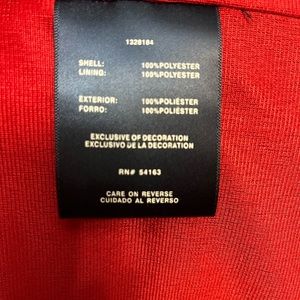 1328184
SHELL: 100%POLYESTER
LINING: 100%POLYESTER
EXTERIOR: 100%POLIÉSTER
FORRO: 100%POLIÉSTER
EXCLUSIVE OF DECORATION
EXCLUSIVO DE LA DECORATION
RN# 54163
CARE ON REVERSE
CUIDADO AL REVERSO